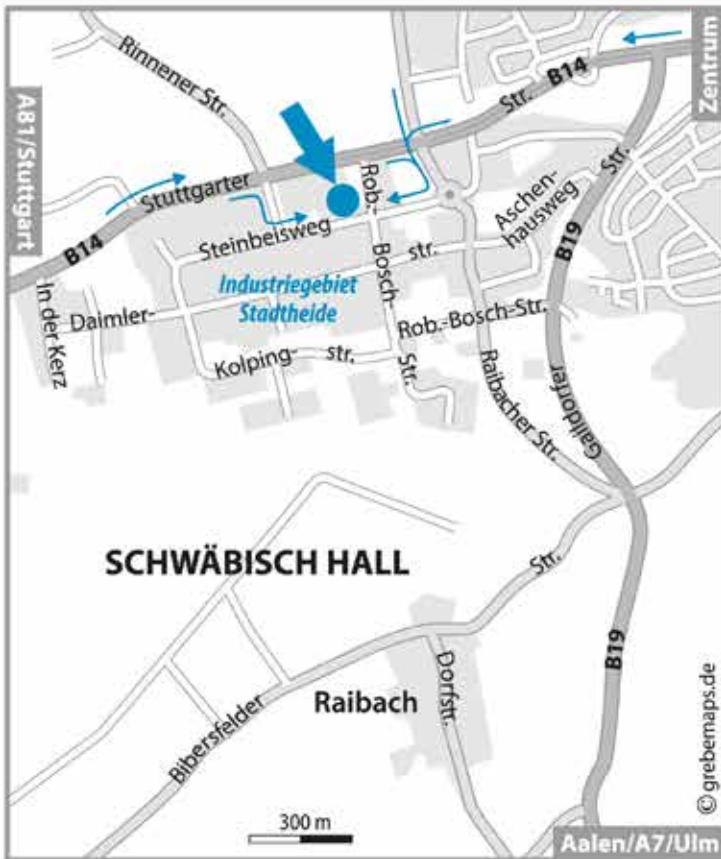 Rinnener Str.
A81/Stuttgart
Zentrum
B14
Str.
Stuttgarter
B14
Rob.-
Bosch-
Str.
Steinbeisweg
Aschen-
hausweg
Str.
B19
Industriegebiet
Stadtheide
Daimler-
str.
In der Kerz
Kolping-
str.
Rob.-Bosch-Str.
Raibacher Str.
Gaildorfer
SCHWÄBISCH HALL
Str.
B19
Raibach
Dorfstr.
Bibersfelder
300 m
© grebemaps.de
Aalen/A7/Ulm